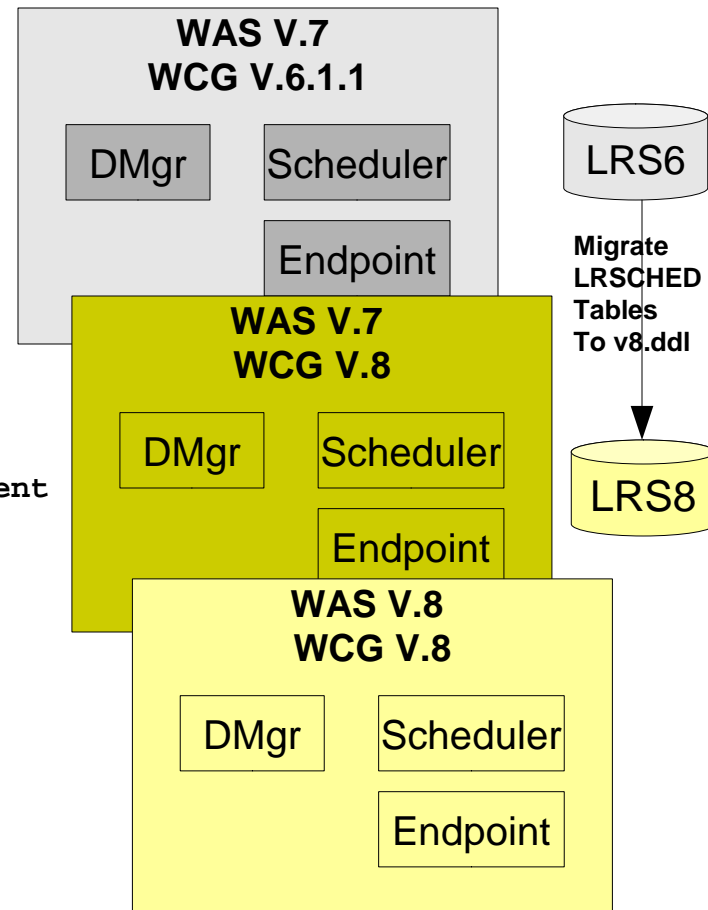 WAS V.7
WCG V.6.1.1
DMgr
Scheduler
Endpoint
LRS6
Migrate
LRSCHED
Tables
To v8.ddl
WAS V.7
WCG V.8
DMgr
Scheduler
Endpoint
LRS8
ent
WAS V.8
WCG V.8
DMgr
Scheduler
Endpoint